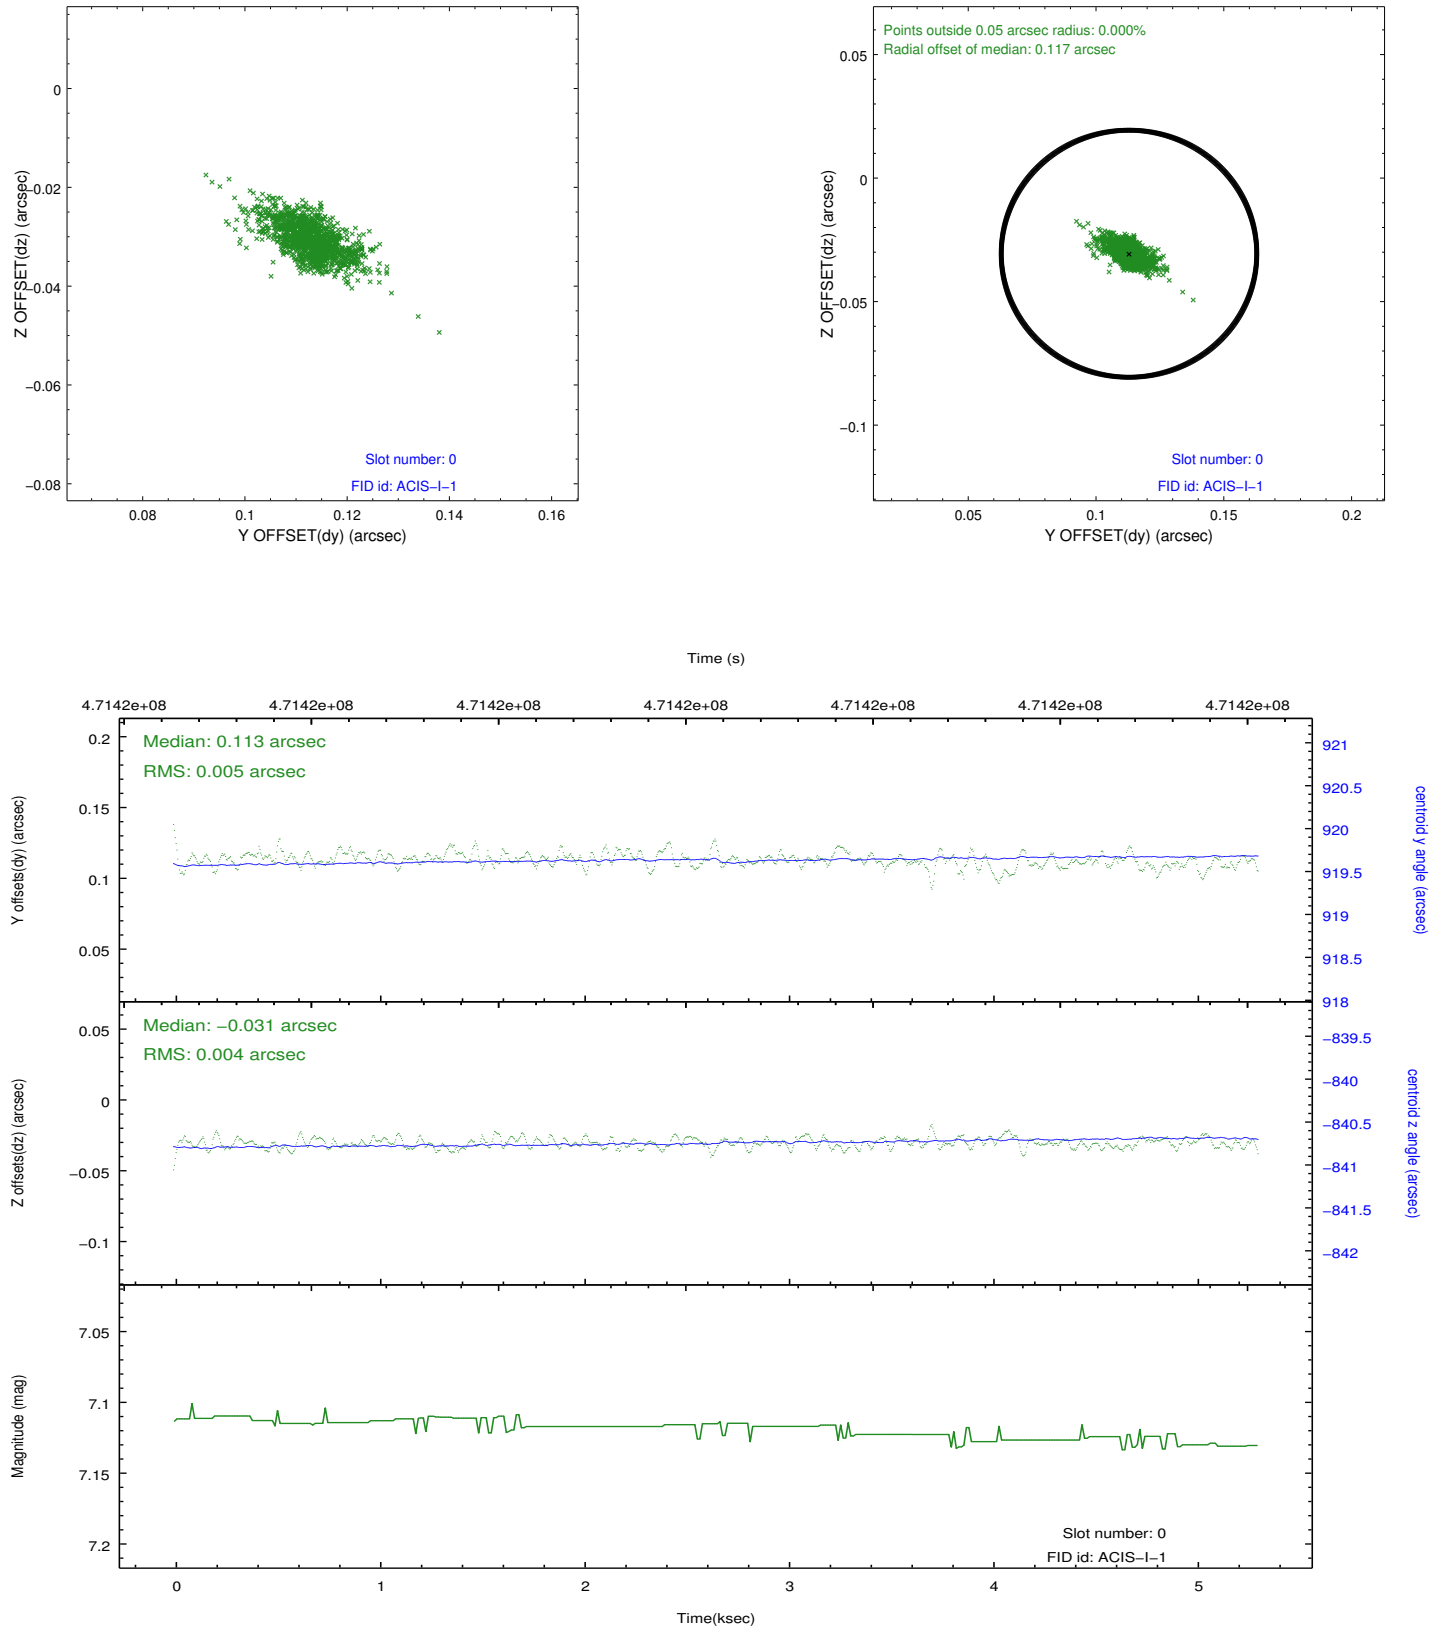 0
−0.02
−0.04
−0.06
−0.08
Z OFFSET(dz) (arcsec)
Slot number: 0
FID id: ACIS−I−1
0.08
0.1
0.12
0.14
0.16
Y OFFSET(dy) (arcsec)
Points outside 0.05 arcsec radius: 0.000%
Radial offset of median: 0.117 arcsec
0.05
0
−0.05
−0.1
Z OFFSET(dz) (arcsec)
Slot number: 0
FID id: ACIS−I−1
0.05
0.1
0.15
0.2
Y OFFSET(dy) (arcsec)
Time (s)
4.7142e+08
4.7142e+08
4.7142e+08
4.7142e+08
4.7142e+08
4.7142e+08
4.7142e+08
Median: 0.113 arcsec
RMS: 0.005 arcsec
0.2
0.15
0.1
0.05
Y offsets(dy) (arcsec)
921
920.5
920
919.5
919
918.5
918
centroid y angle (arcsec)
Median: −0.031 arcsec
RMS: 0.004 arcsec
0.05
0
−0.05
−0.1
Z offsets(dz) (arcsec)
−839.5
−840
−840.5
−841
−841.5
−842
centroid z angle (arcsec)
7.05
7.1
7.15
7.2
Magnitude (mag)
Slot number: 0
FID id: ACIS−I−1
0
1
2
3
4
5
Time(ksec)